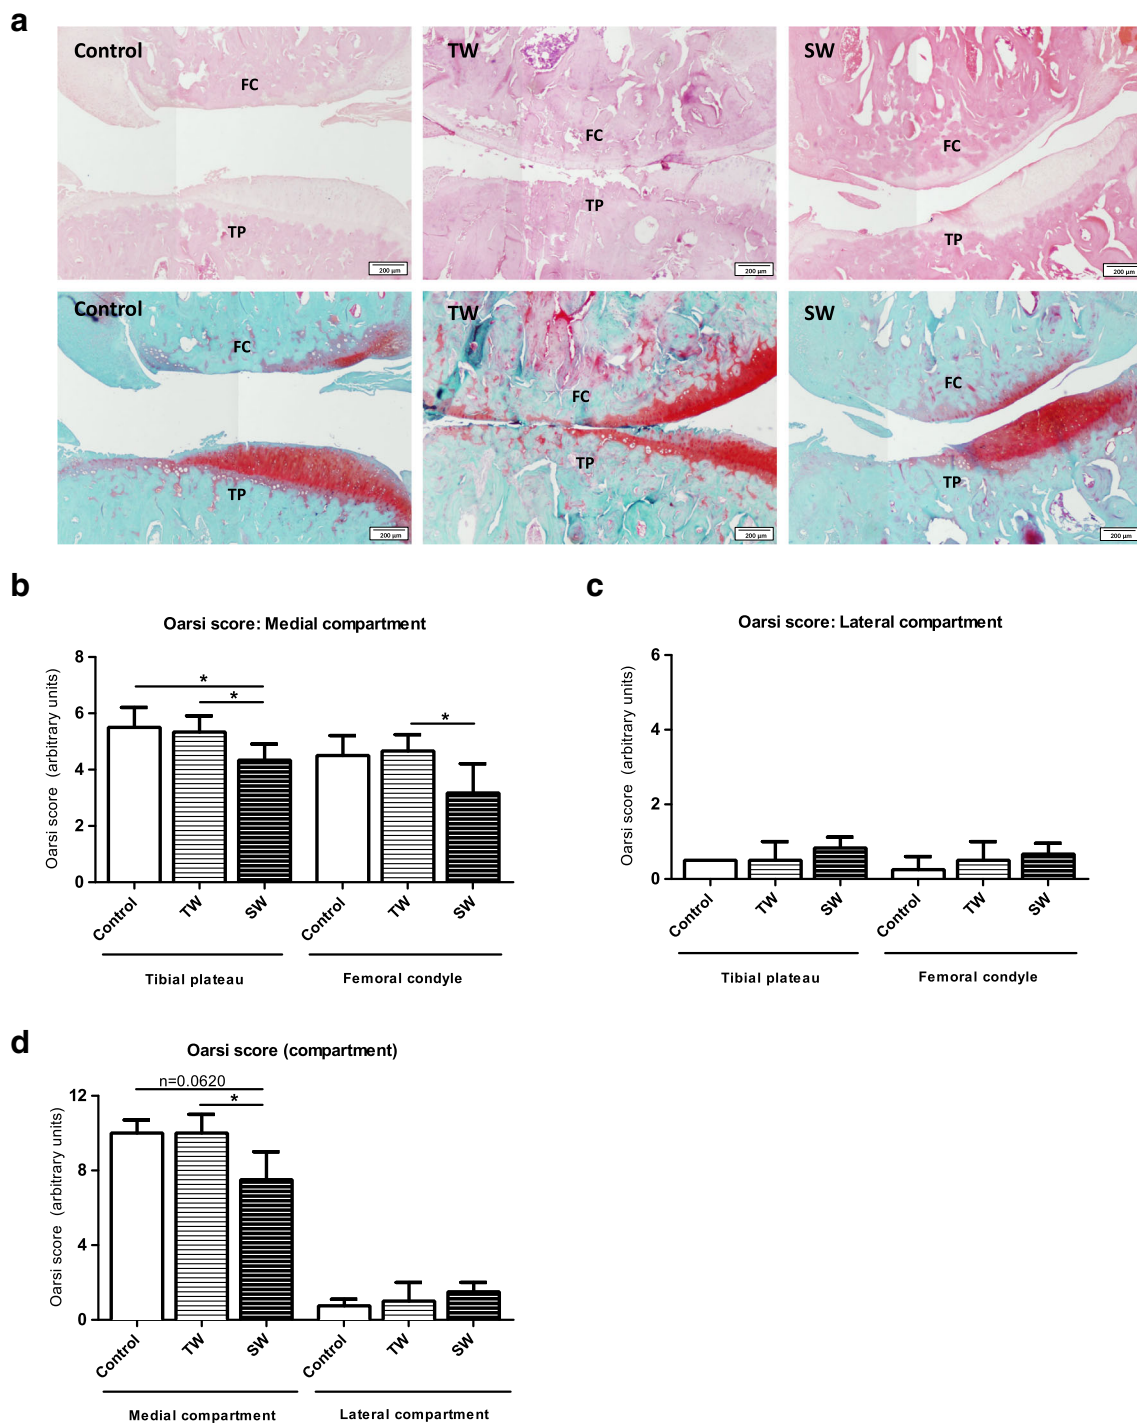 a
Control
TW
SW
FC
FC
FC
TP
TP
TP
200 µm
200 µm
200 µm
Control
TW
SW
FC
FC
FC
TP
TP
TP
200 µm
200 µm
200 µm
b
Oarsi score: Medial compartment
Oarsi score (arbitrary units)
8
6
4
2
0
*
*
*
Control
TW
SW
Control
TW
SW
Tibial plateau
Femoral condyle
c
Oarsi score: Lateral compartment
Oarsi score (arbitrary units)
6
4
2
0
Control
TW
SW
Control
TW
SW
Tibial plateau
Femoral condyle
d
Oarsi score (compartment)
Oarsi score (arbitrary units)
12
8
4
0
n=0.0620
*
Control
TW
SW
Control
TW
SW
Medial compartment
Lateral compartment